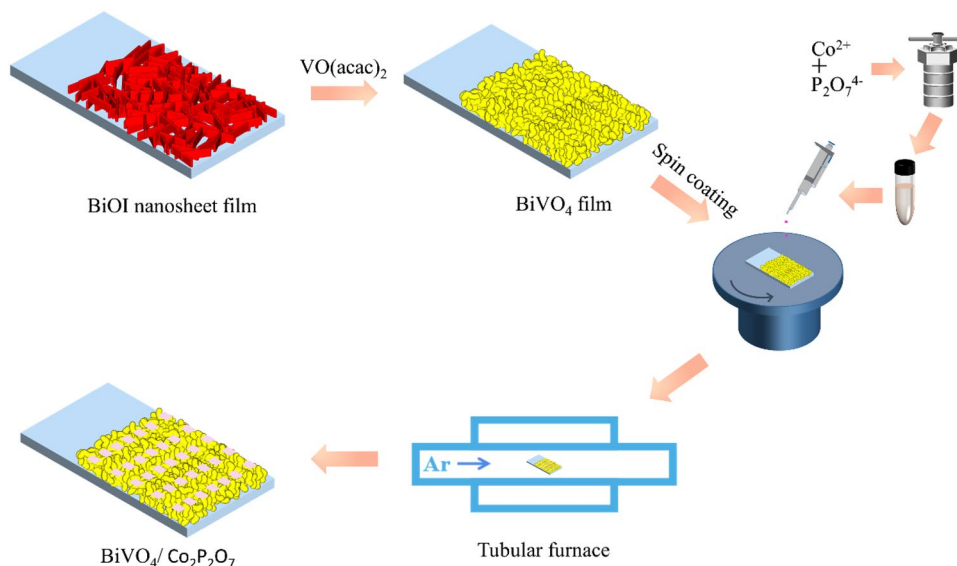 VO(acac)₂
BiOI nanosheet film
BiVO₄ film
Co²⁺
+
P₂O₇⁴⁻
Spin coating
Ar
Tubular furnace
BiVO₄/ Co₂P₂O₇